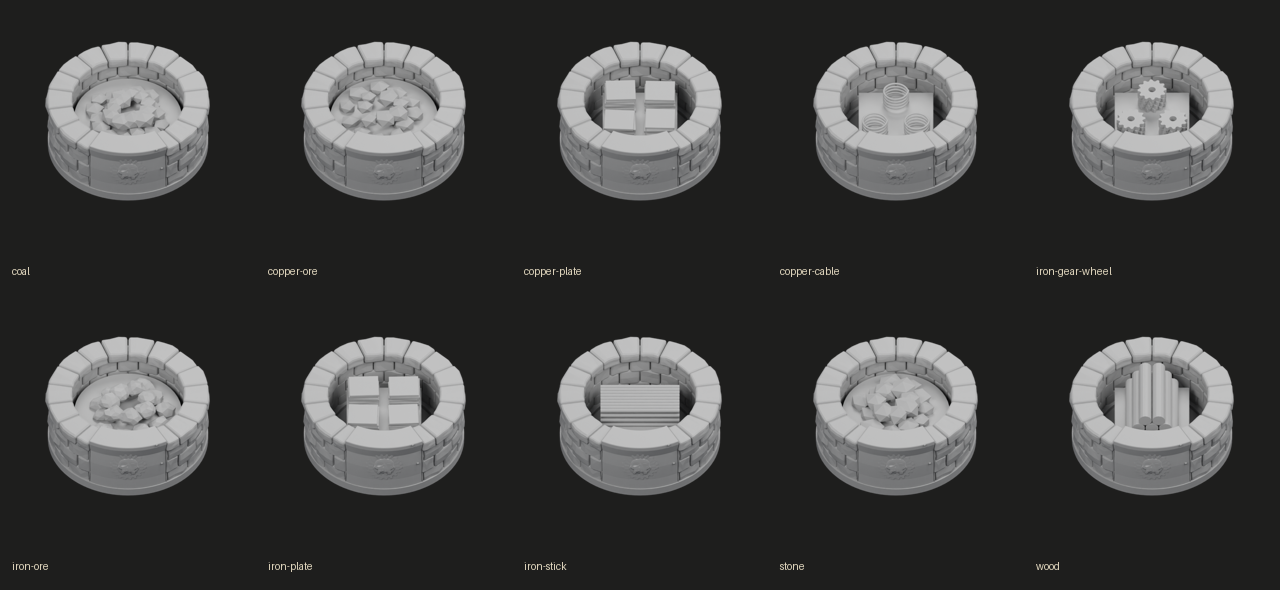 coal
copper-ore
copper-plate
copper-cable
iron-gear-wheel
iron-ore
iron-plate
iron-stick
stone
wood